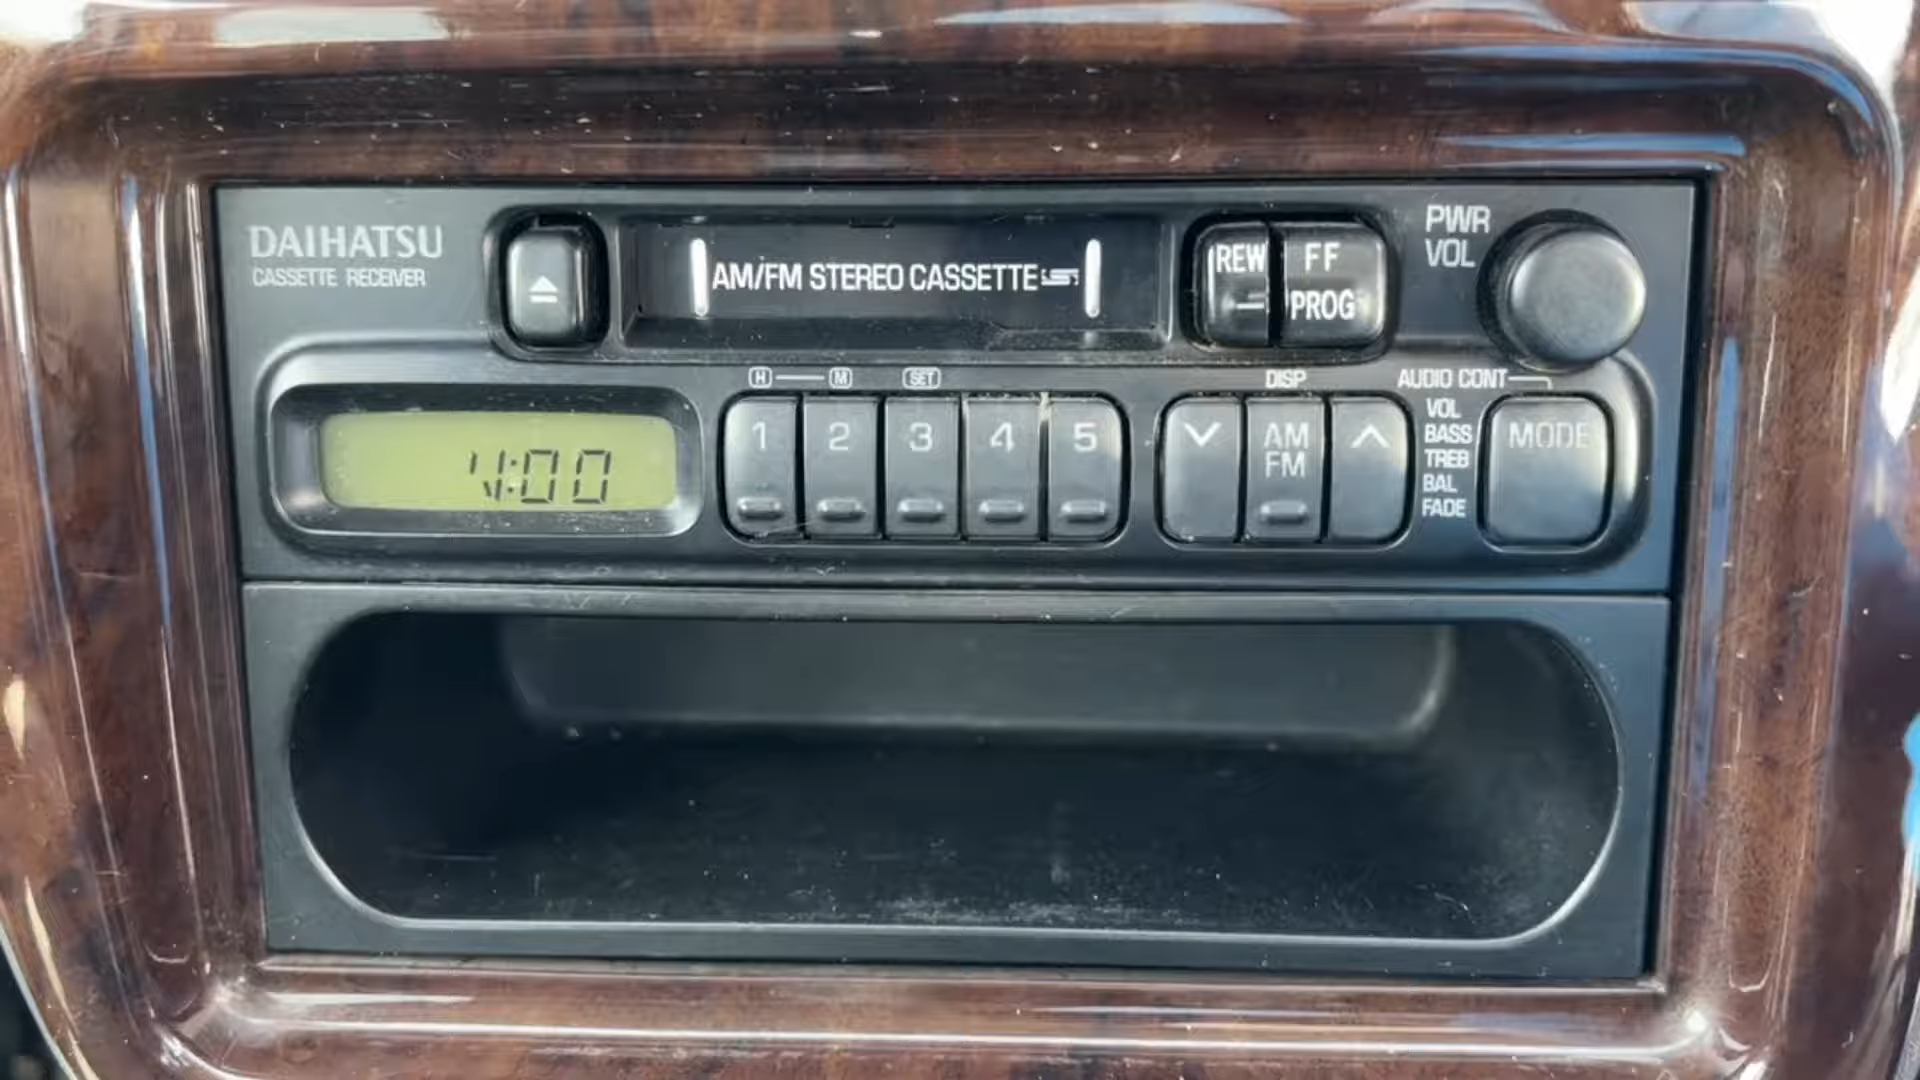 DAIHATSU
CASSETTE RECEIVER
AM/FM STEREO CASSETTE
REW
FF
PROG
PWR
VOL
H
M
SET
DISP
AUDIO CONT
4:00
1
2
3
4
5
AM
FM
VOL
BASS
TREB
BAL
FADE
MODE